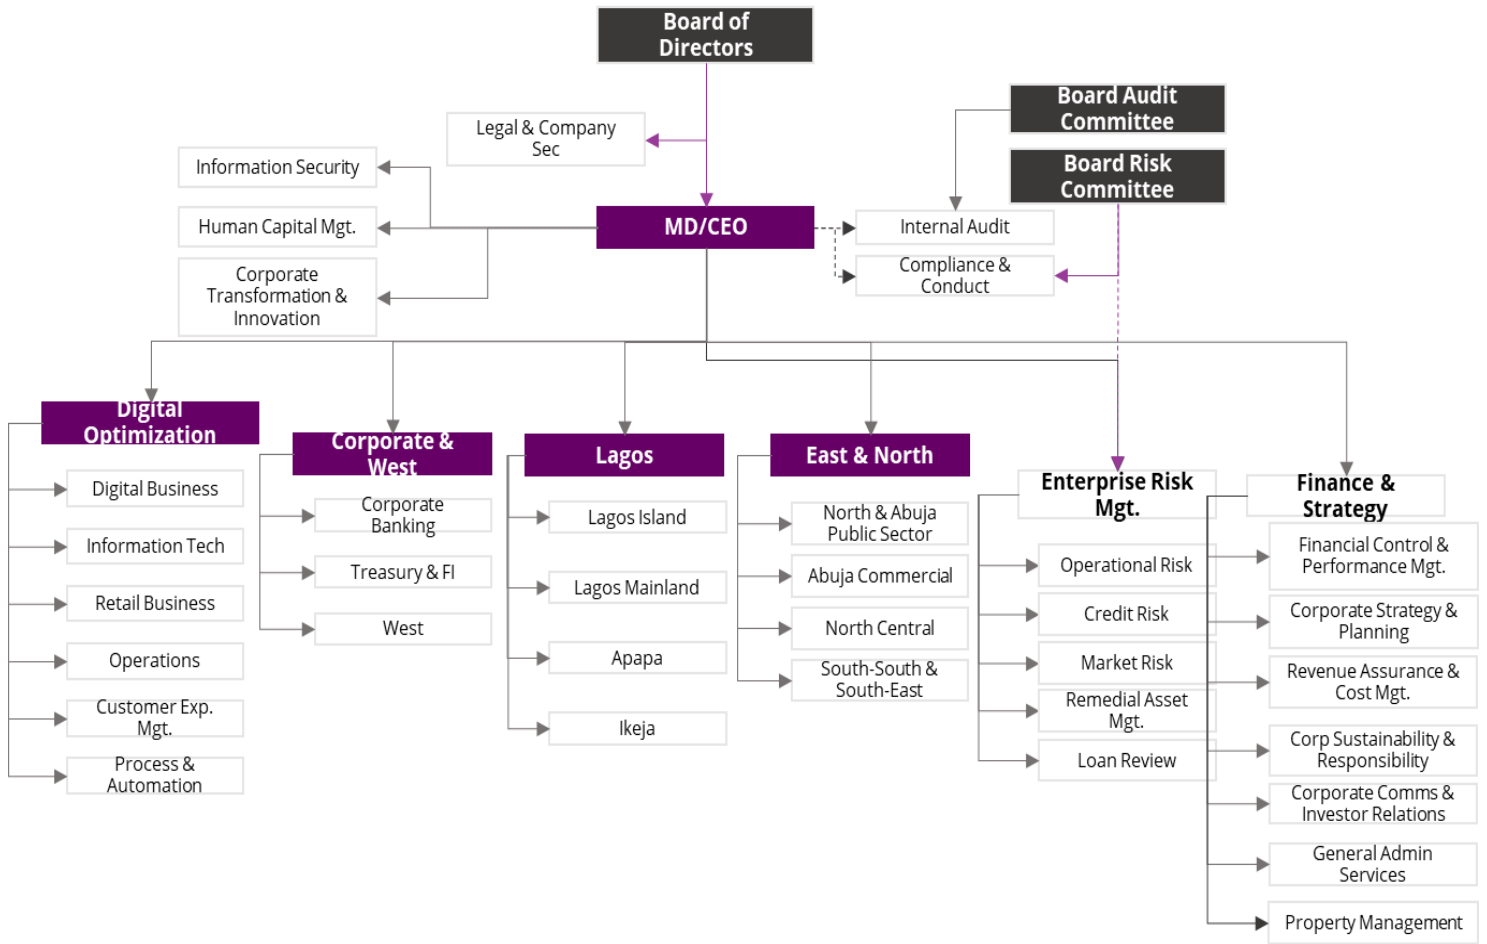 Board of
Directors
Board Audit
Committee
Legal & Company
Sec
Board Risk
Committee
Information Security
Human Capital Mgt.
MD/CEO
Internal Audit
Compliance &
Conduct
Corporate
Transformation &
Innovation
Digital
Optimization
Digital Business
Information Tech
Retail Business
Operations
Customer Exp.
Mgt.
Process &
Automation
Corporate &
West
Corporate
Banking
Treasury & FI
West
Lagos
Lagos Island
Lagos Mainland
Apapa
Ikeja
East & North
North & Abuja
Public Sector
Abuja Commercial
North Central
South-South &
South-East
Enterprise Risk
Mgt.
Operational Risk
Credit Risk
Market Risk
Remedial Asset
Mgt.
Loan Review
Finance &
Strategy
Financial Control &
Performance Mgt.
Corporate Strategy &
Planning
Revenue Assurance &
Cost Mgt.
Corp Sustainability &
Responsibility
Corporate Comms &
Investor Relations
General Admin
Services
Property Management